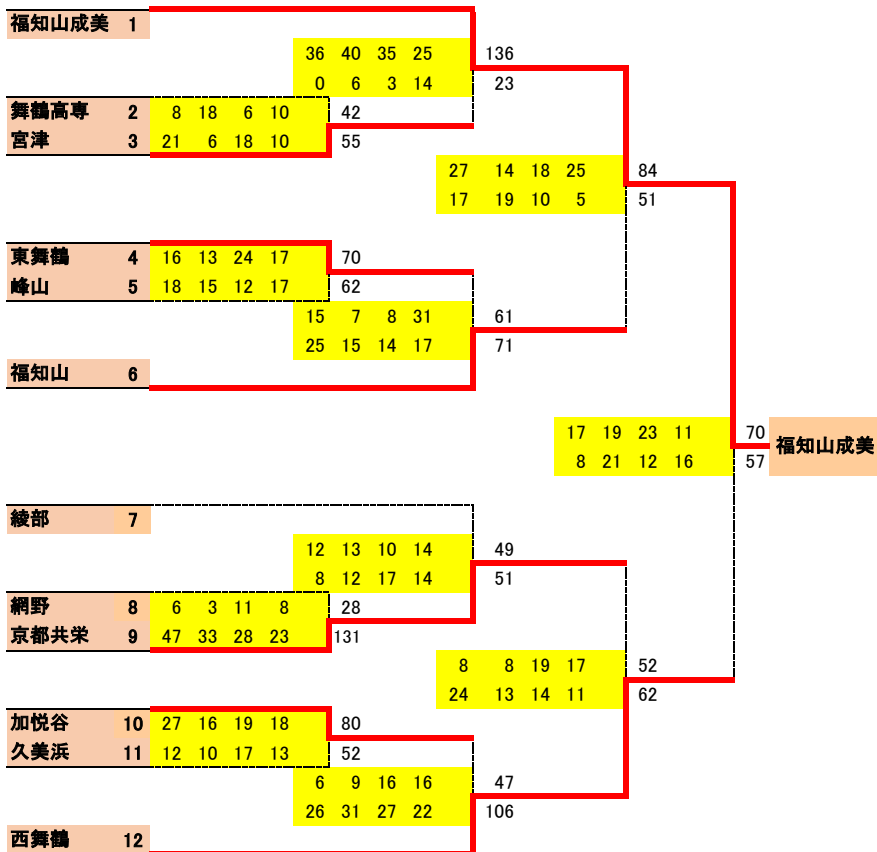 福知山成美 1
36 40 35 25 136
0 6 3 14 23
舞鶴高専 2 8 18 6 10 42
宮津 3 21 6 18 10 55
27 14 18 25 84
17 19 10 5 51
東舞鶴 4 16 13 24 17 70
峰山 5 18 15 12 17 62
15 7 8 31 61
25 15 14 17 71
福知山 6
17 19 23 11 70
福知山成美
8 21 12 16 57
綾部 7
12 13 10 14 49
8 12 17 14 51
網野 8 6 3 11 8 28
京都共栄 9 47 33 28 23 131
8 8 19 17 52
24 13 14 11 62
加悦谷 10 27 16 19 18 80
久美浜 11 12 10 17 13 52
6 9 16 16 47
26 31 27 22 106
西舞鶴 12